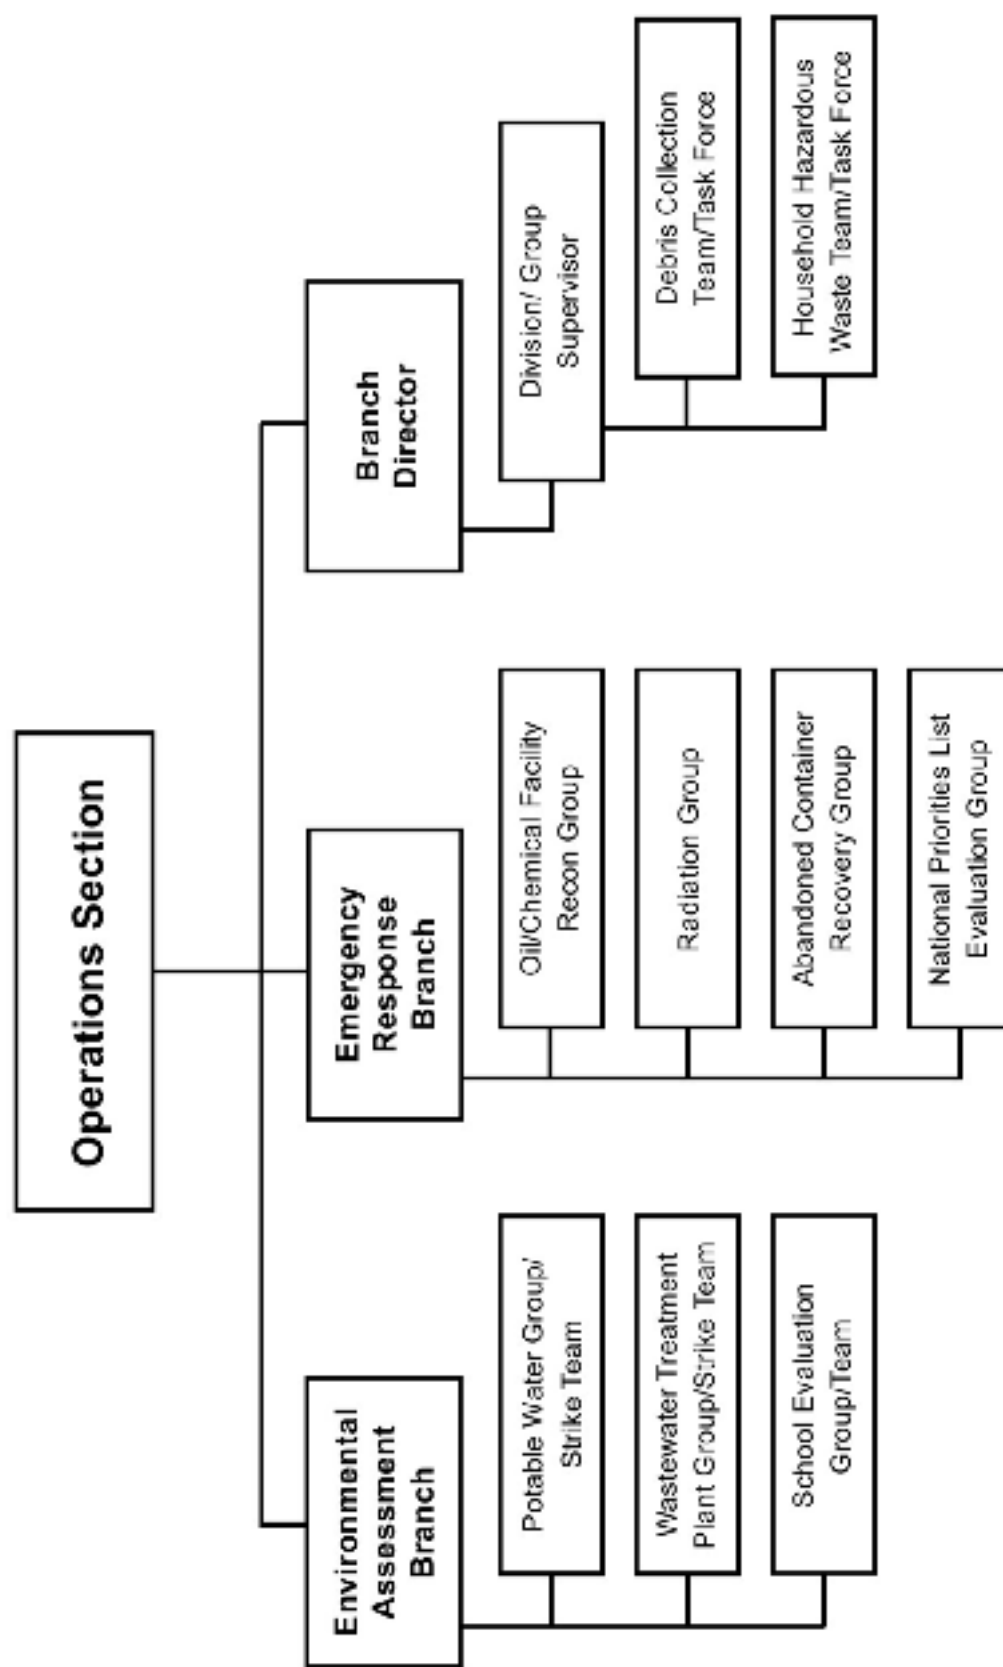 Operations Section
Environmental
Assessment
Branch
Potable Water Group/
Strike Team
Wastewater Treatment
Plant Group/Strike Team
School Evaluation
Group/Team
Emergency
Response
Branch
Oil/Chemical Facility
Recon Group
Radiation Group
Abandoned Container
Recovery Group
National Priorities List
Evaluation Group
Branch
Director
Division/ Group
Supervisor
Debris Collection
Team/Task Force
Household Hazardous
Waste Team/Task Force